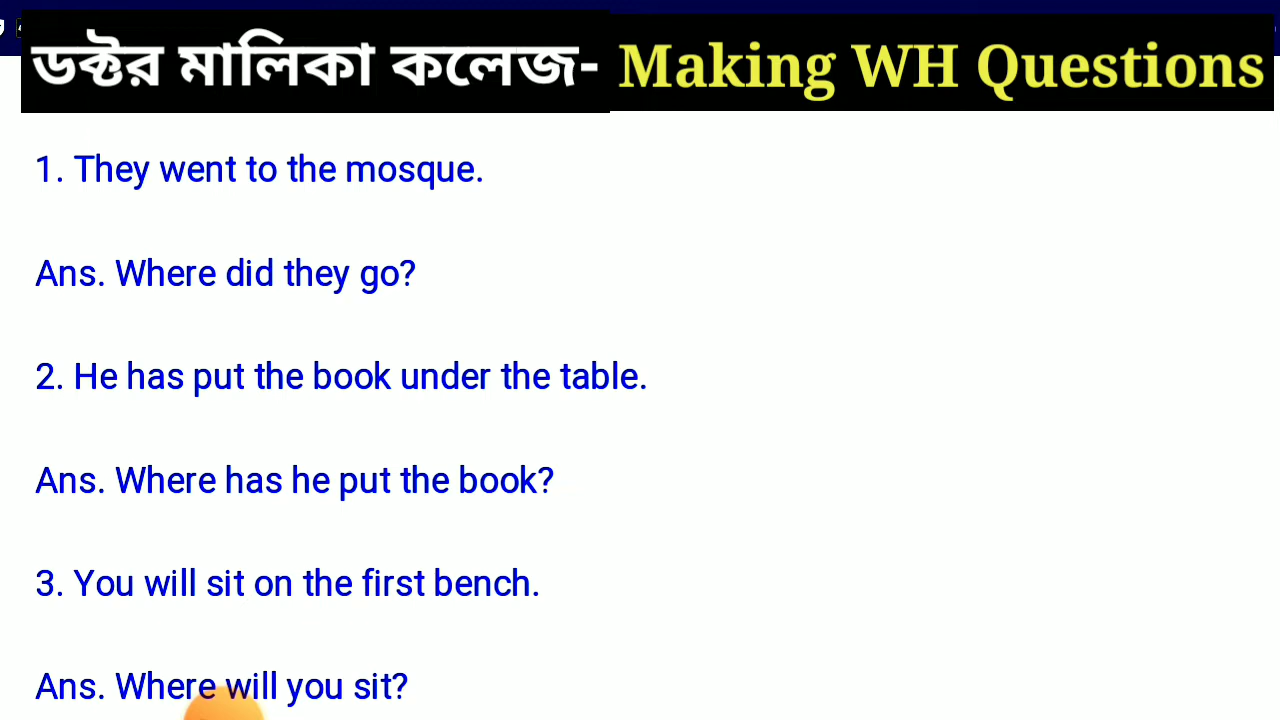 ডক্টর মালিকা কলেজ- Making WH Questions
1. They went to the mosque.
Ans. Where did they go?
2. He has put the book under the table.
Ans. Where has he put the book?
3. You will sit on the first bench.
Ans. Where will you sit?